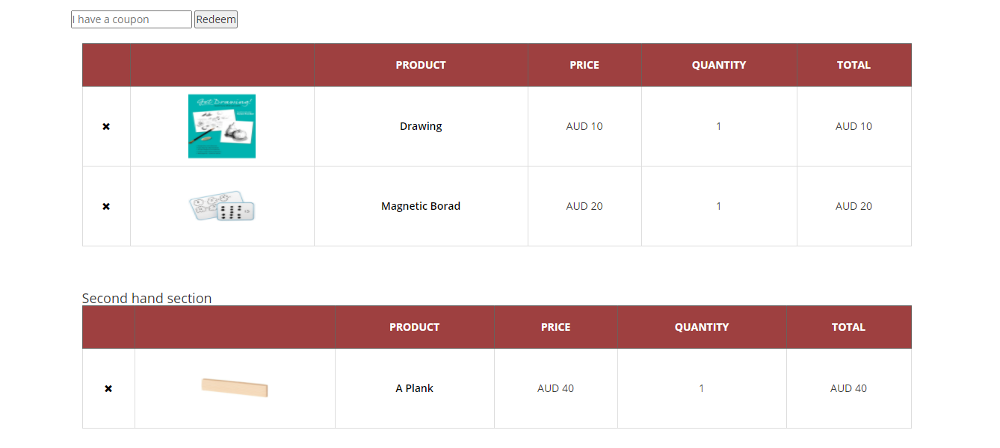 I have a coupon Redeem
PRODUCT PRICE QUANTITY TOTAL
Get Drawing!
Drawing AUD 10 1 AUD 10
Magnetic Borad AUD 20 1 AUD 20
Second hand section
PRODUCT PRICE QUANTITY TOTAL
A Plank AUD 40 1 AUD 40